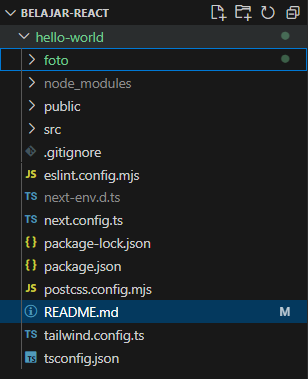 BELAJAR-REACT
hello-world
foto
node_modules
public
src
.gitignore
JS eslint.config.mjs
TS next-env.d.ts
TS next.config.ts
{} package-lock.json
{} package.json
JS postcss.config.mjs
README.md M
TS tailwind.config.ts
TS tsconfig.json